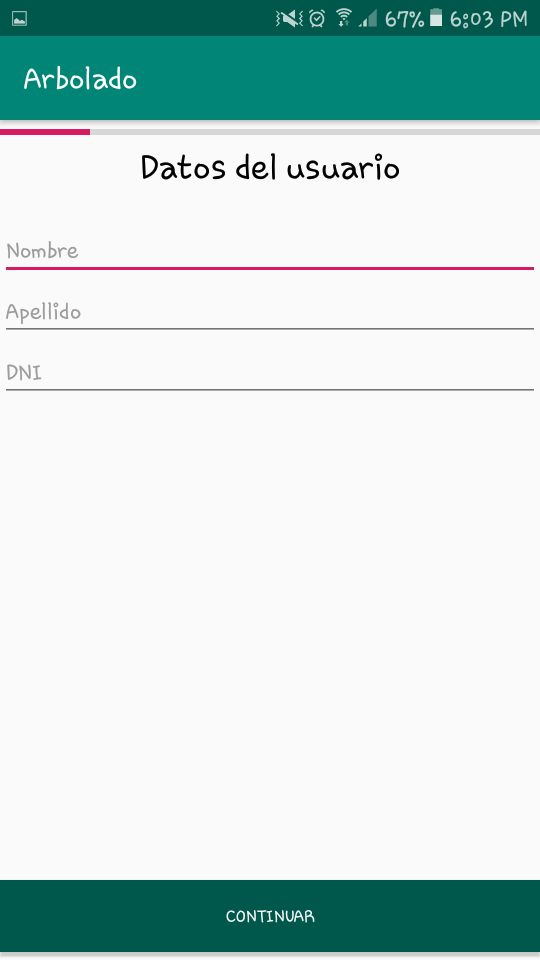 67% 6:03 PM
Arbolado
Datos del usuario
Nombre
Apellido
DNI
CONTINUAR